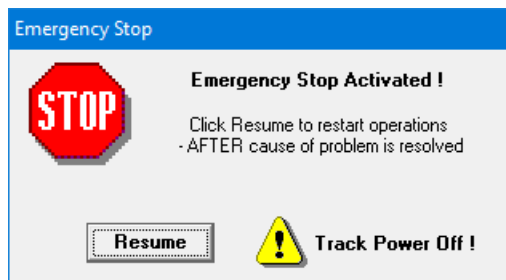 Emergency Stop
STOP
Emergency Stop Activated !
Click Resume to restart operations
- AFTER cause of problem is resolved
Resume
! Track Power Off !